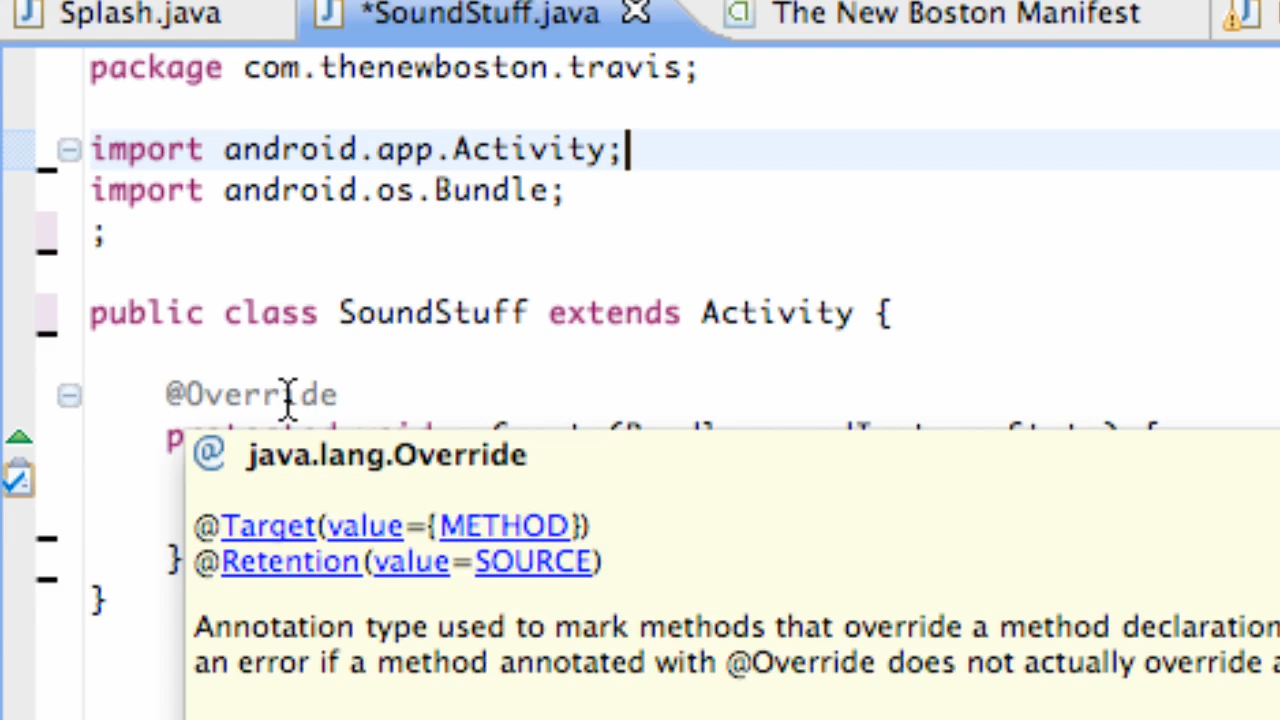 Splash.java *SoundStuff.java The New Boston Manifest
package com.thenewboston.travis;
import android.app.Activity;
import android.os.Bundle;
;
public class SoundStuff extends Activity {
@Override
java.lang.Override
@Target(value={METHOD})
} @Retention(value=SOURCE)
}
Annotation type used to mark methods that override a method declaration
an error if a method annotated with @Override does not actually override a